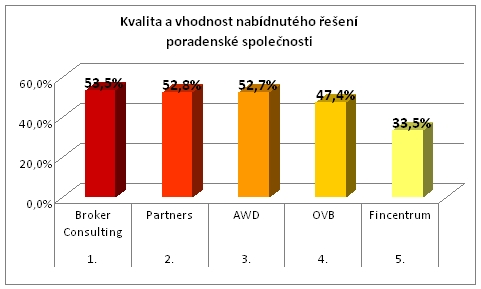 Kvalita a vhodnost nabídnutého řešení
poradenské společnosti
53,5% 52,8% 52,7% 47,4% 33,5%
60,0%
40,0%
20,0%
0,0%
Broker Consulting Partners AWD OVB Fincentrum
1. 2. 3. 4. 5.